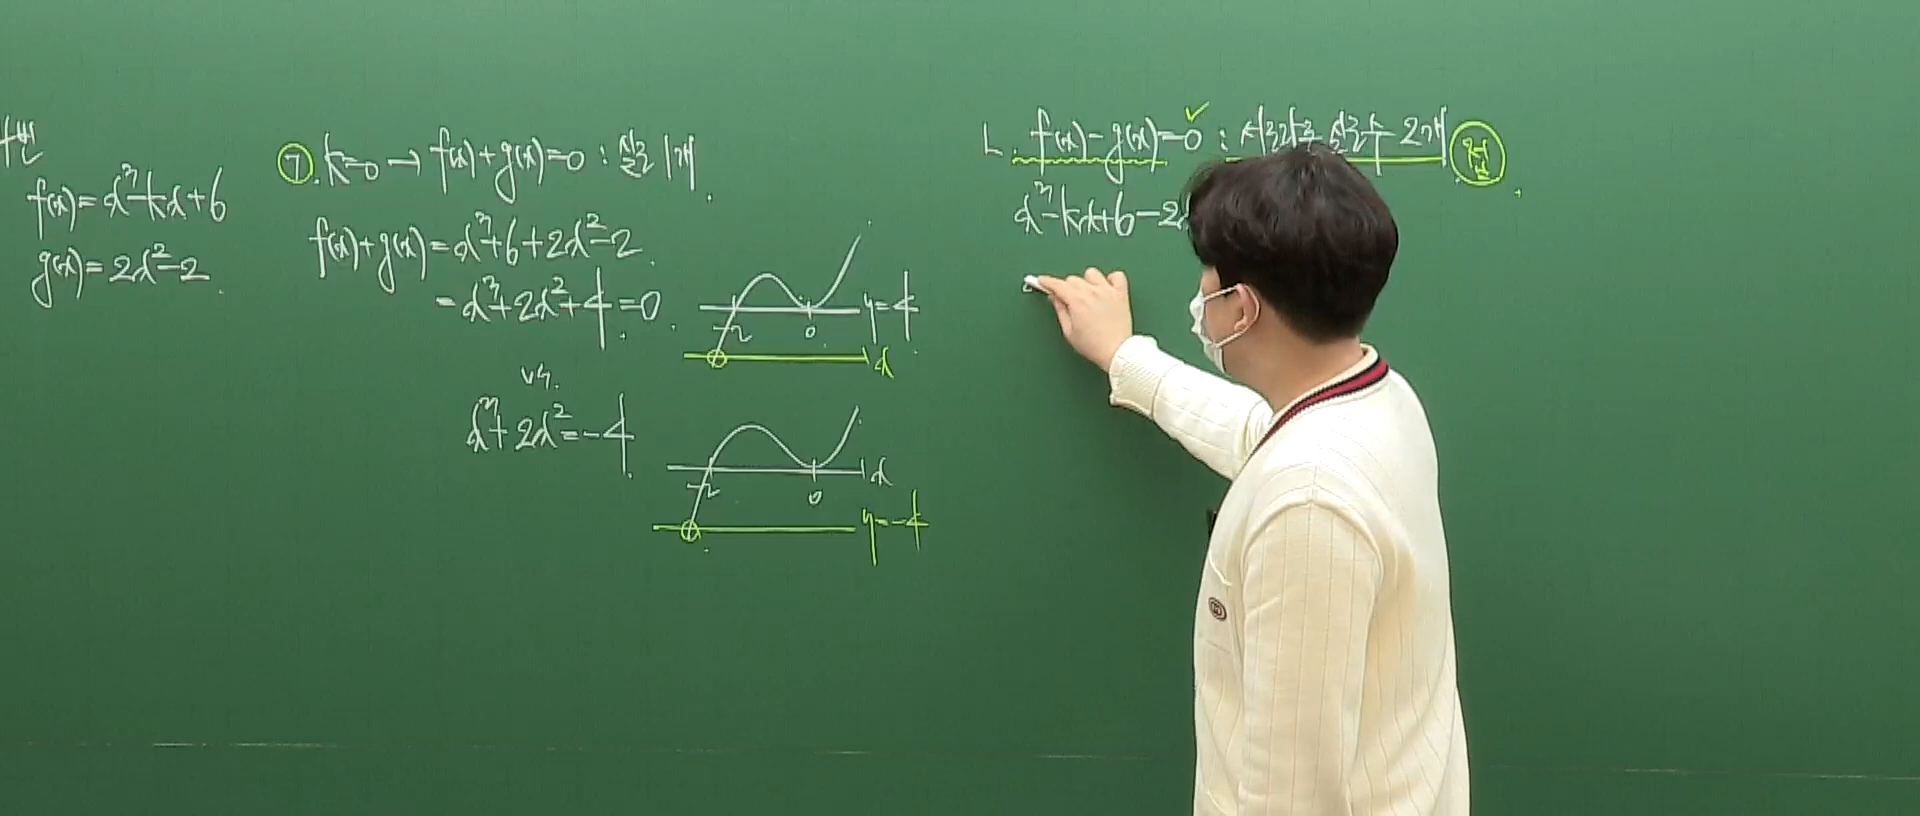 f(x)=x³-kx+6
g(x)=2x²-2
㉠. k=0 → f(x)+g(x)=0 : 실근 1개.
f(x)+g(x)=x³+6+2x²-2.
=x³+2x²+4=0.
-2 0 y=4
x
vs.
x³+2x²=-4.
-2 0 x
y=-4
ㄴ. f(x)-g(x)=0 : 서로다른 실근 2개
x³-kx+6-2